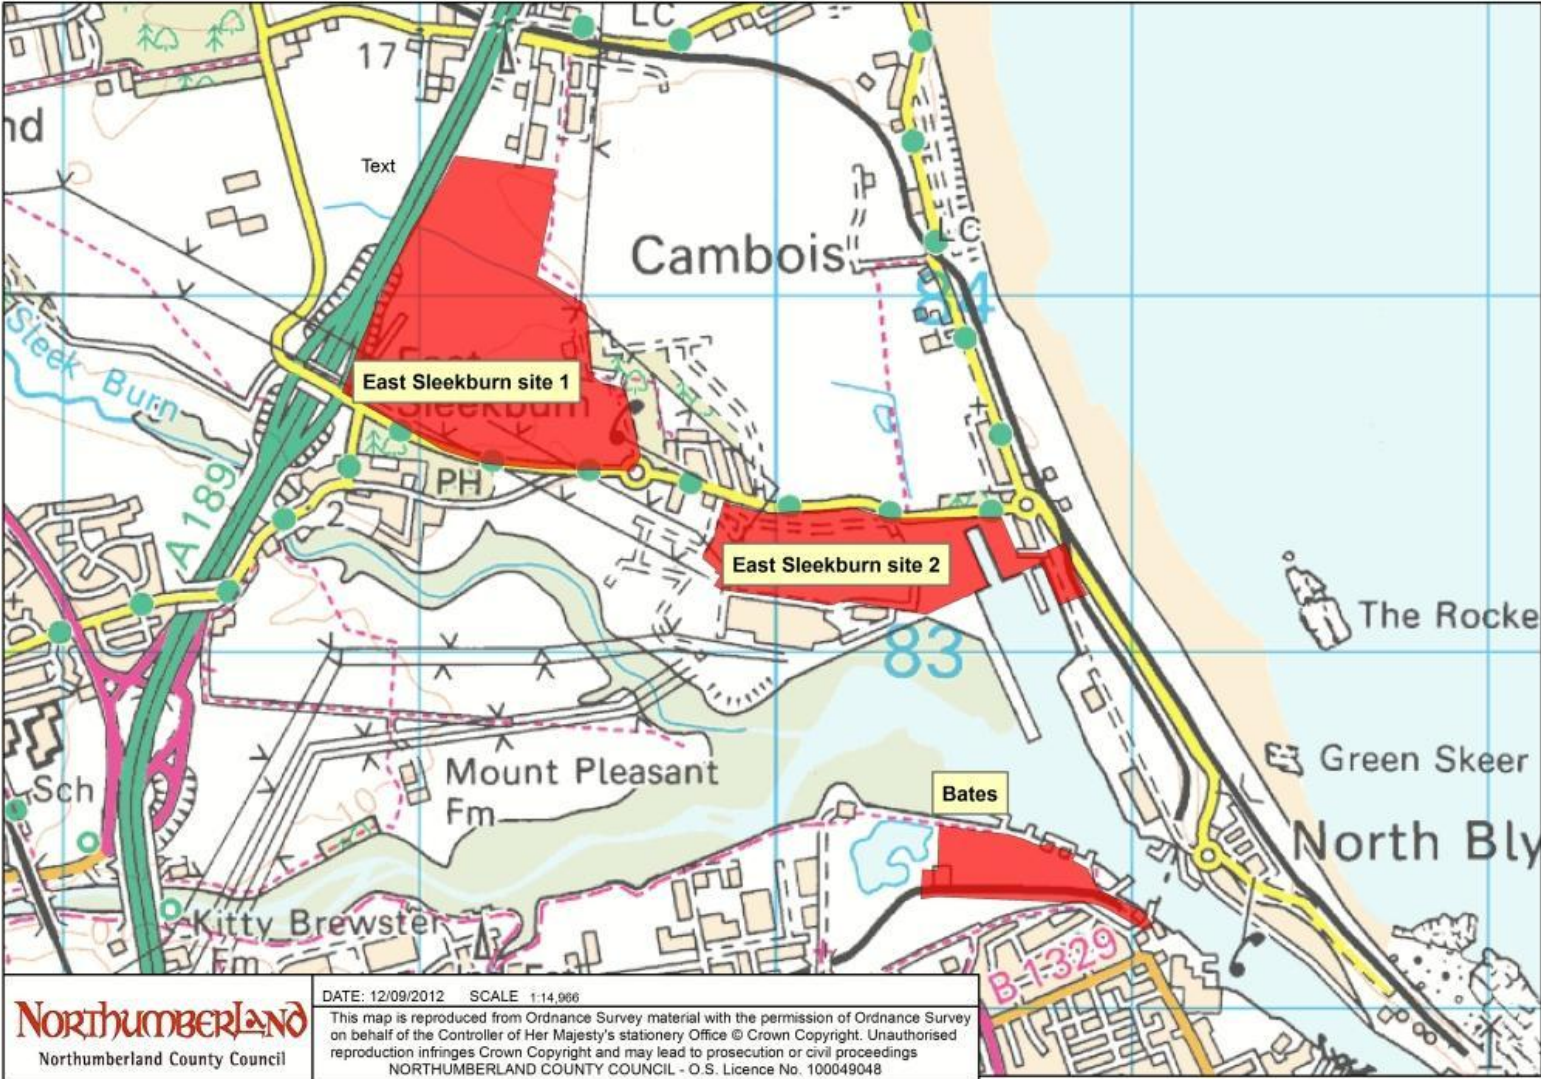 LC
17
nd
Text
Cambois
LC
84
Sleek Burn
East
East Sleekburn site 1
Sleekburn
PH
A 189
2
East Sleekburn site 2
83
The Rocke
Green Skeer
Sch
Mount Pleasant
Fm
10
Bates
North Bly
Kitty Brewster
Fm
B 1329
NORTHUMBERLAND
Northumberland County Council
DATE: 12/09/2012 SCALE 1:14,966
This map is reproduced from Ordnance Survey material with the permission of Ordnance Survey
on behalf of the Controller of Her Majesty's stationery Office © Crown Copyright. Unauthorised
reproduction infringes Crown Copyright and may lead to prosecution or civil proceedings
NORTHUMBERLAND COUNTY COUNCIL - O.S. Licence No. 100049048